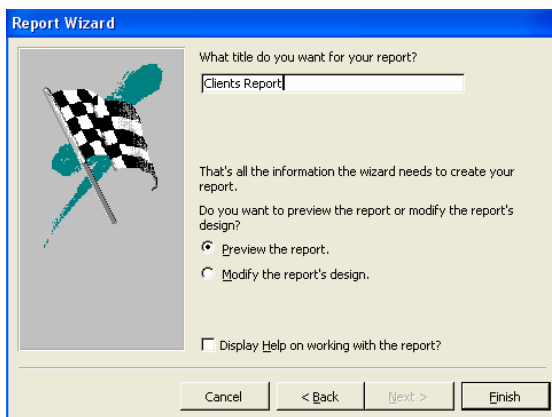 Report Wizard
What title do you want for your report?
Clients Report
That's all the information the wizard needs to create your
report.
Do you want to preview the report or modify the report's
design?
Preview the report.
Modify the report's design.
Display Help on working with the report?
Cancel
< Back
Next >
Finish